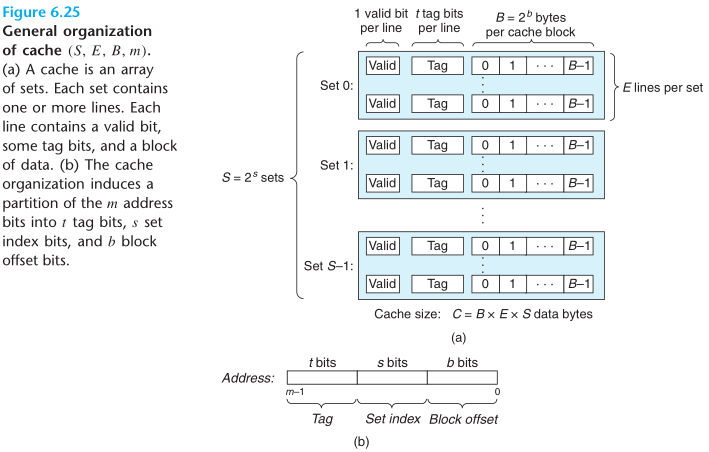 Figure 6.25
General organization
of cache (S, E, B, m).
(a) A cache is an array
of sets. Each set contains
one or more lines. Each
line contains a valid bit,
some tag bits, and a block
of data. (b) The cache
organization induces a
partition of the m address
bits into t tag bits, s set
index bits, and b block
offset bits.
1 valid bit
per line
t tag bits
per line
B = 2^b bytes
per cache block
S = 2^s sets
Set 0:
Valid Tag 0 1 · · · B–1
Valid Tag 0 1 · · · B–1
E lines per set
Set 1:
Valid Tag 0 1 · · · B–1
Valid Tag 0 1 · · · B–1
Set S–1:
Valid Tag 0 1 · · · B–1
Valid Tag 0 1 · · · B–1
Cache size: C = B × E × S data bytes
(a)
t bits s bits b bits
Address:
m–1 0
Tag Set index Block offset
(b)